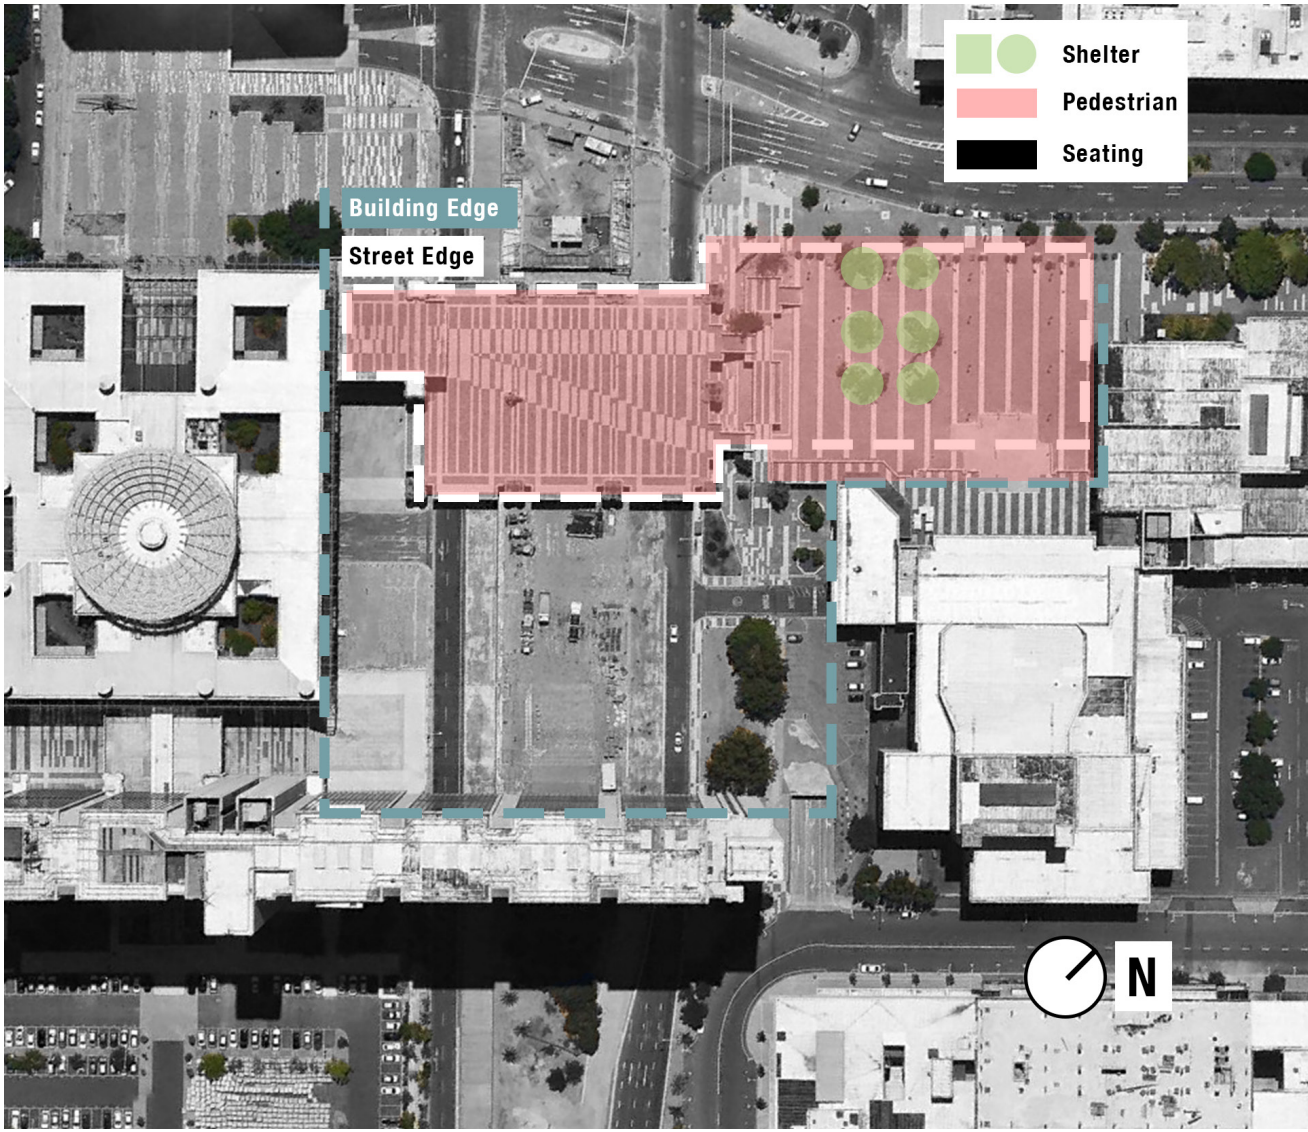 Shelter
Pedestrian
Seating
Building Edge
Street Edge
N